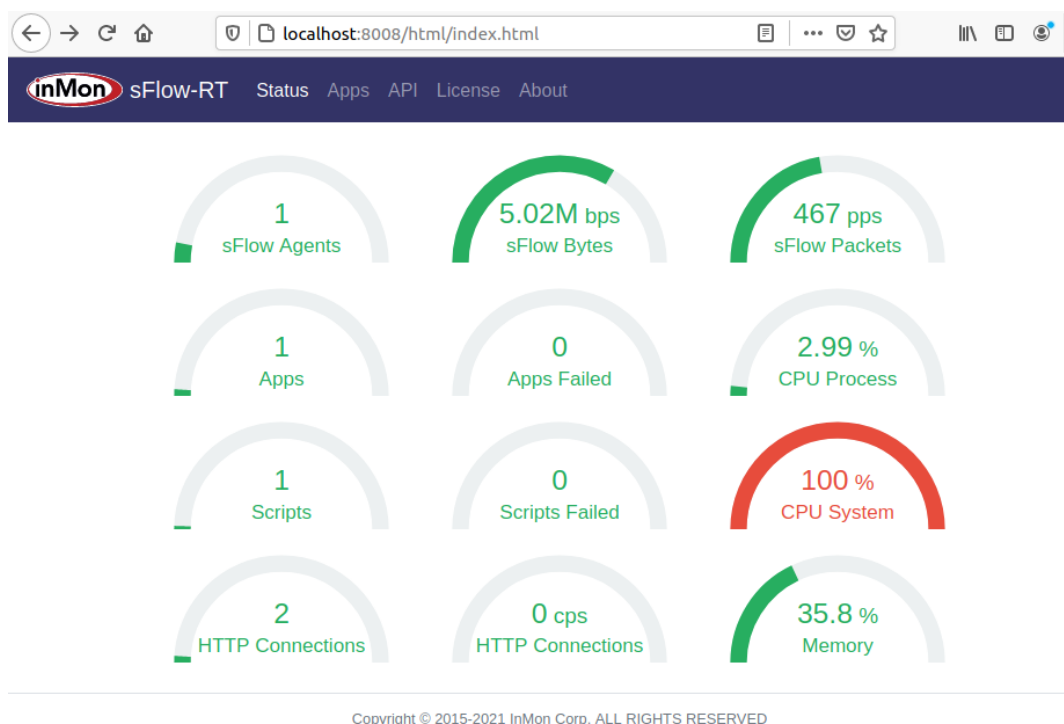 localhost:8008/html/index.html
inMon sFlow-RT Status Apps API License About
1 5.02M bps 467 pps
sFlow Agents sFlow Bytes sFlow Packets
1 0 2.99 %
Apps Apps Failed CPU Process
1 0 100 %
Scripts Scripts Failed CPU System
2 0 cps 35.8 %
HTTP Connections HTTP Connections Memory
Copyright © 2015-2021 InMon Corp. ALL RIGHTS RESERVED